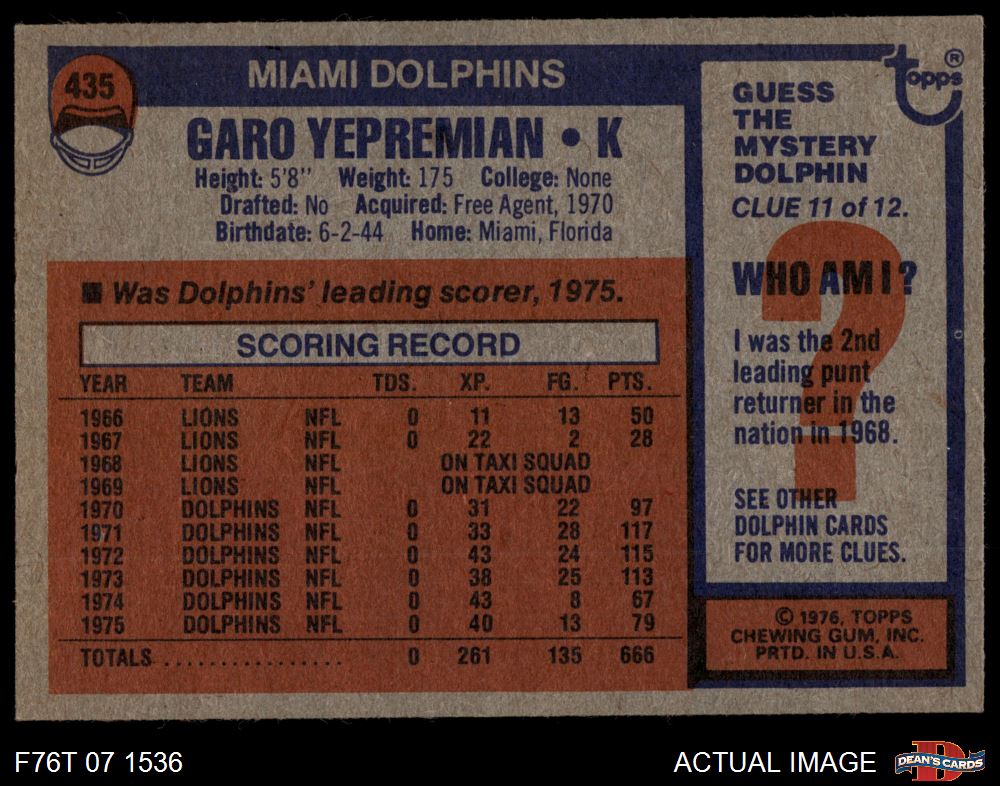 435
MIAMI DOLPHINS
GARO YEPREMIAN • K
Height: 5'8" Weight: 175 College: None
Drafted: No Acquired: Free Agent, 1970
Birthdate: 6-2-44 Home: Miami, Florida
■ Was Dolphins' leading scorer, 1975.
SCORING RECORD
YEAR TEAM TDS. XP. FG. PTS.
1966 LIONS NFL 0 11 13 50
1967 LIONS NFL 0 22 2 28
1968 LIONS NFL ON TAXI SQUAD
1969 LIONS NFL ON TAXI SQUAD
1970 DOLPHINS NFL 0 31 22 97
1971 DOLPHINS NFL 0 33 28 117
1972 DOLPHINS NFL 0 43 24 115
1973 DOLPHINS NFL 0 38 25 113
1974 DOLPHINS NFL 0 43 8 67
1975 DOLPHINS NFL 0 40 13 79
TOTALS ................ 0 261 135 666
topps ®
GUESS
THE
MYSTERY
DOLPHIN
CLUE 11 of 12.
WHO AM I?
I was the 2nd
leading punt
returner in the
nation in 1968.
SEE OTHER
DOLPHIN CARDS
FOR MORE CLUES.
© 1976, TOPPS
CHEWING GUM, INC.
PRTD. IN U.S.A.
F76T 07 1536
ACTUAL IMAGE
D
DEAN'S CARDS